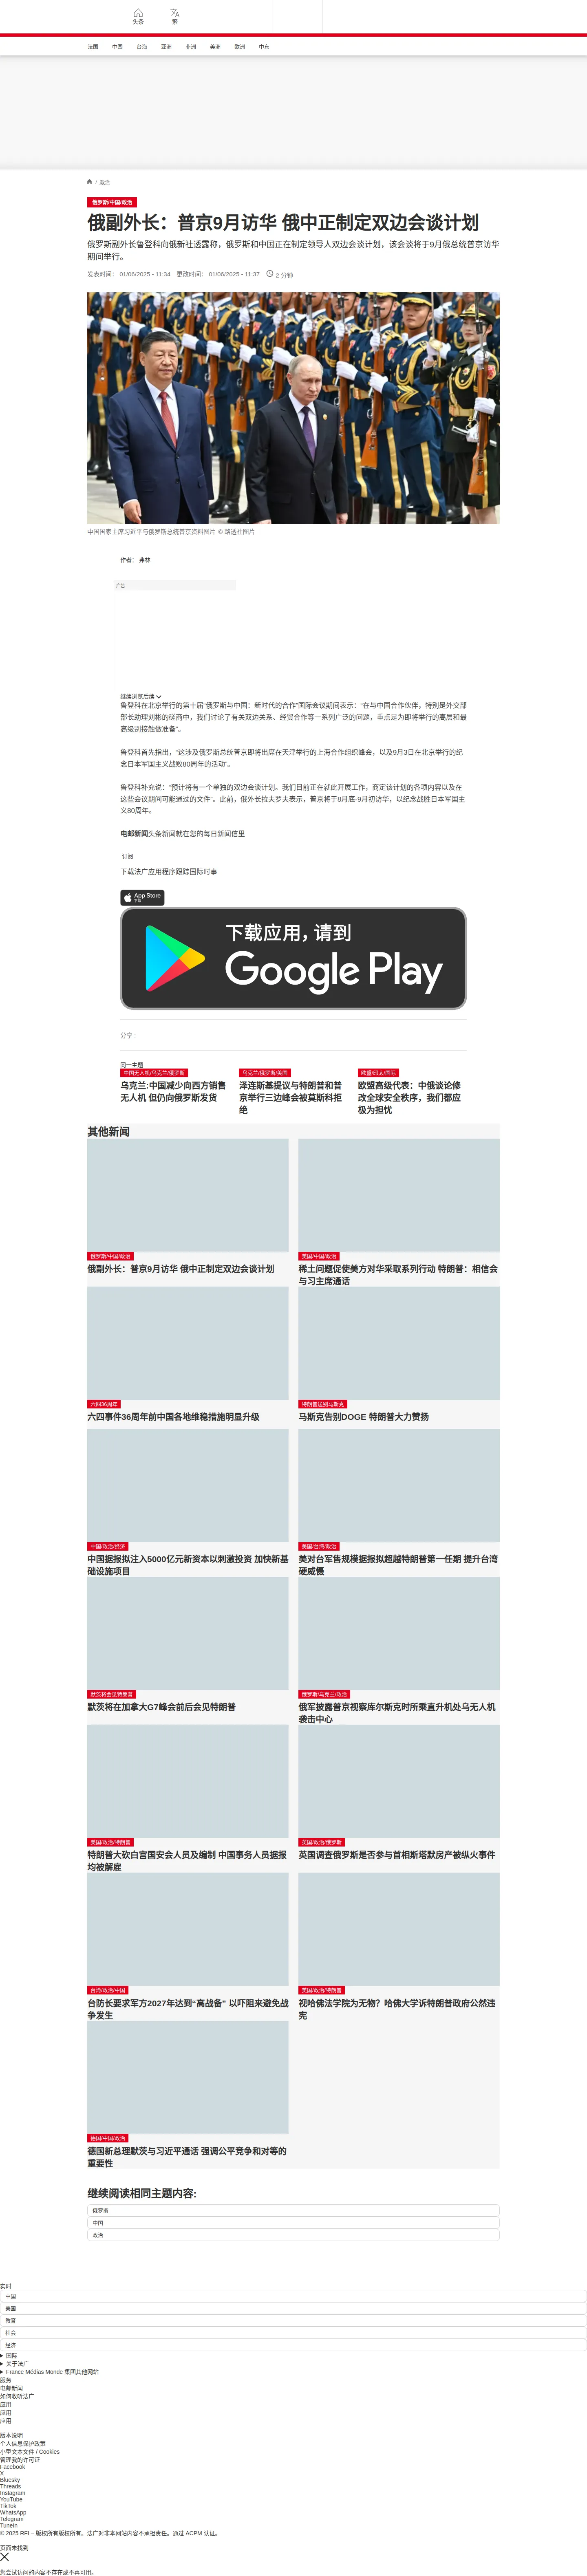 头条
繁
法国
中国
台海
亚洲
非洲
美洲
欧洲
中东
/ 政治
俄罗斯/中国/政治
俄副外长：普京9月访华 俄中正制定双边会谈计划
俄罗斯副外长鲁登科向俄新社透露称，俄罗斯和中国正在制定领导人双边会谈计划，该会谈将于9月俄总统普京访华
期间举行。
发表时间： 01/06/2025 - 11:34 更改时间： 01/06/2025 - 11:37 2 分钟
中国国家主席习近平与俄罗斯总统普京资料图片 © 路透社图片
作者： 弗林
广告
继续浏览后续
鲁登科在北京举行的第十届“俄罗斯与中国：新时代的合作”国际会议期间表示：“在与中国合作伙伴，特别是外交部
部长助理刘彬的磋商中，我们讨论了有关双边关系、经贸合作等一系列广泛的问题，重点是为即将举行的高层和最
高级别接触做准备”。
鲁登科首先指出，“这涉及俄罗斯总统普京即将出席在天津举行的上海合作组织峰会，以及9月3日在北京举行的纪
念日本军国主义战败80周年的活动”。
鲁登科补充说：“预计将有一个单独的双边会谈计划。我们目前正在就此开展工作，商定该计划的各项内容以及在
这些会议期间可能通过的文件”。此前，俄外长拉夫罗夫表示，普京将于8月底-9月初访华，以纪念战胜日本军国主
义80周年。
电邮新闻头条新闻就在您的每日新闻信里
订阅
下载法广应用程序跟踪国际时事
App Store
下载
下载应用，请到
Google Play
分享 :
同一主题
中国无人机/乌克兰/俄罗斯
乌克兰:中国减少向西方销售
无人机 但仍向俄罗斯发货
乌克兰/俄罗斯/美国
泽连斯基提议与特朗普和普
京举行三边峰会被莫斯科拒
绝
欧盟/印太/国际
欧盟高级代表：中俄谈论修
改全球安全秩序，我们都应
极为担忧
其他新闻
俄罗斯/中国/政治
俄副外长：普京9月访华 俄中正制定双边会谈计划
美国/中国/政治
稀土问题促使美方对华采取系列行动 特朗普：相信会
与习主席通话
六四36周年
六四事件36周年前中国各地维稳措施明显升级
特朗普送别马斯克
马斯克告别DOGE 特朗普大力赞扬
中国/政治/经济
中国据报拟注入5000亿元新资本以刺激投资 加快新基
础设施项目
美国/台湾/政治
美对台军售规模据报拟超越特朗普第一任期 提升台湾
硬威慑
默茨将会见特朗普
默茨将在加拿大G7峰会前后会见特朗普
俄罗斯/乌克兰/政治
俄军披露普京视察库尔斯克时所乘直升机处乌无人机
袭击中心
美国/政治/特朗普
特朗普大砍白宫国安会人员及编制 中国事务人员据报
均被解雇
英国/政治/俄罗斯
英国调查俄罗斯是否参与首相斯塔默房产被纵火事件
台湾/政治/中国
台防长要求军方2027年达到“高战备” 以吓阻来避免战
争发生
美国/政治/特朗普
视哈佛法学院为无物？哈佛大学诉特朗普政府公然违
宪
德国/中国/政治
德国新总理默茨与习近平通话 强调公平竞争和对等的
重要性
继续阅读相同主题内容:
俄罗斯
中国
政治
实时
中国
美国
教育
社会
经济
国际
关于法广
France Médias Monde 集团其他网站
服务
电邮新闻
如何收听法广
应用
应用
应用
版本说明
个人信息保护政策
小型文本文件 / Cookies
管理我的许可证
Facebook
X
Bluesky
Threads
Instagram
YouTube
TikTok
WhatsApp
Telegram
TuneIn
© 2025 RFI – 版权所有版权所有。法广对非本网站内容不承担责任。通过 ACPM 认证。
页面未找到
您尝试访问的内容不存在或不再可用。